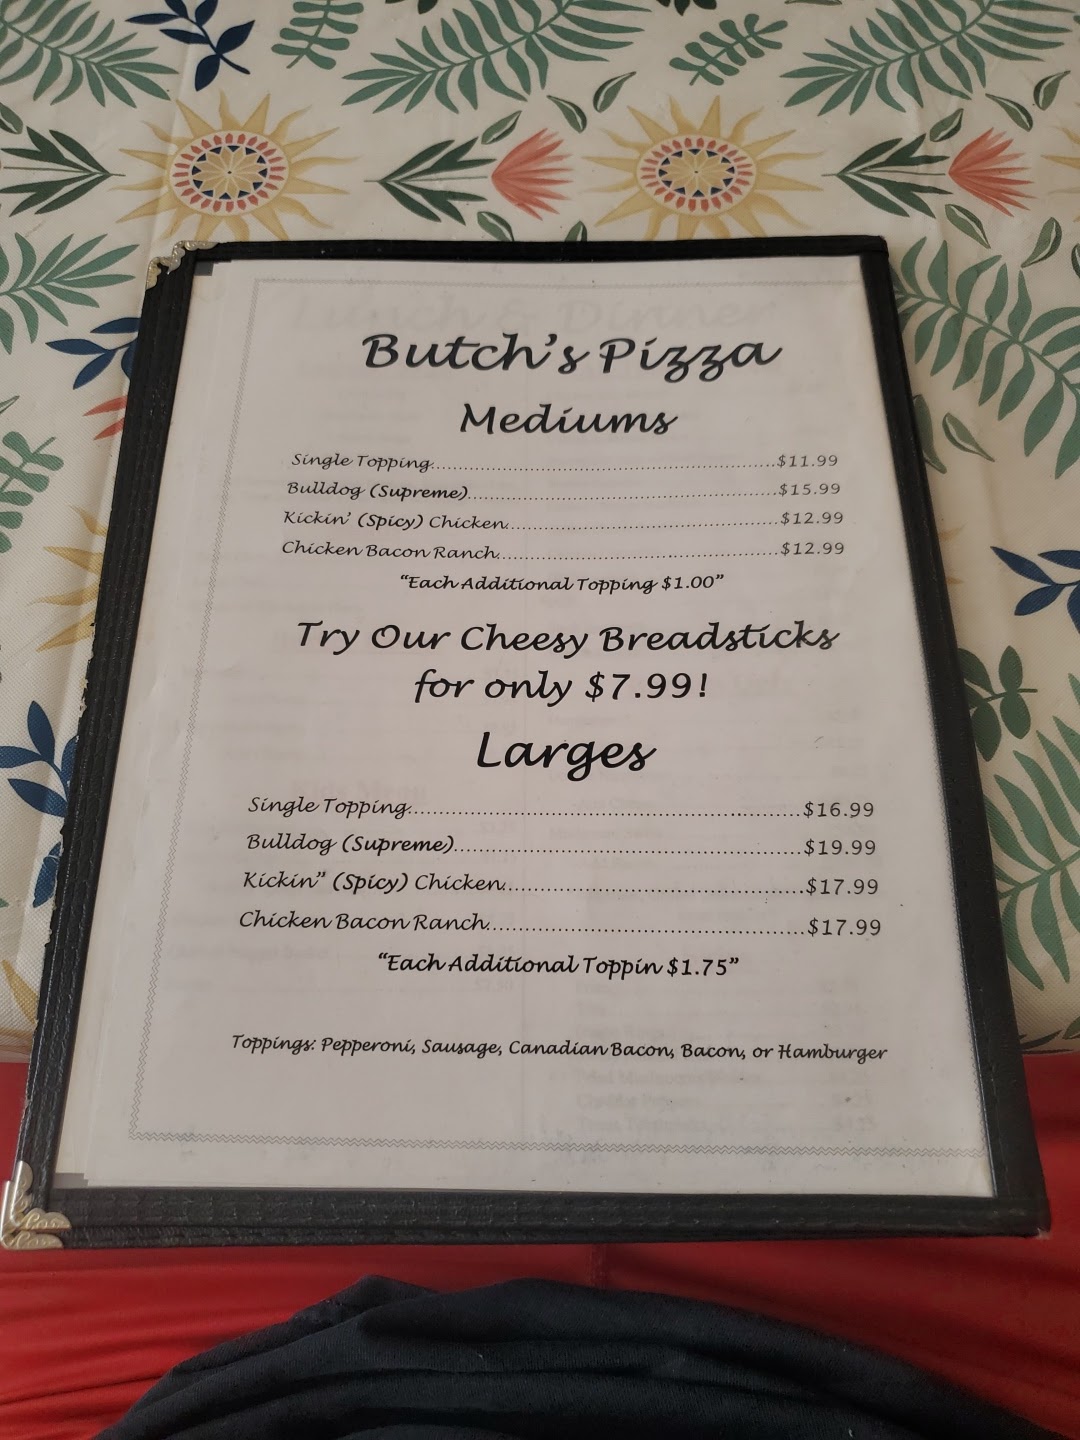 Butch's Pizza
Mediums
Single Topping..........$11.99
Bulldog (Supreme)..........$15.99
Kickin' (Spicy) Chicken..........$12.99
Chicken Bacon Ranch..........$12.99
"Each Additional Topping $1.00"
Try Our Cheesy Breadsticks
for only $7.99!
Larges
Single Topping..........$16.99
Bulldog (Supreme)..........$19.99
Kickin" (Spicy) Chicken..........$17.99
Chicken Bacon Ranch..........$17.99
"Each Additional Toppin $1.75"
Toppings: Pepperoni, Sausage, Canadian Bacon, Bacon, or Hamburger